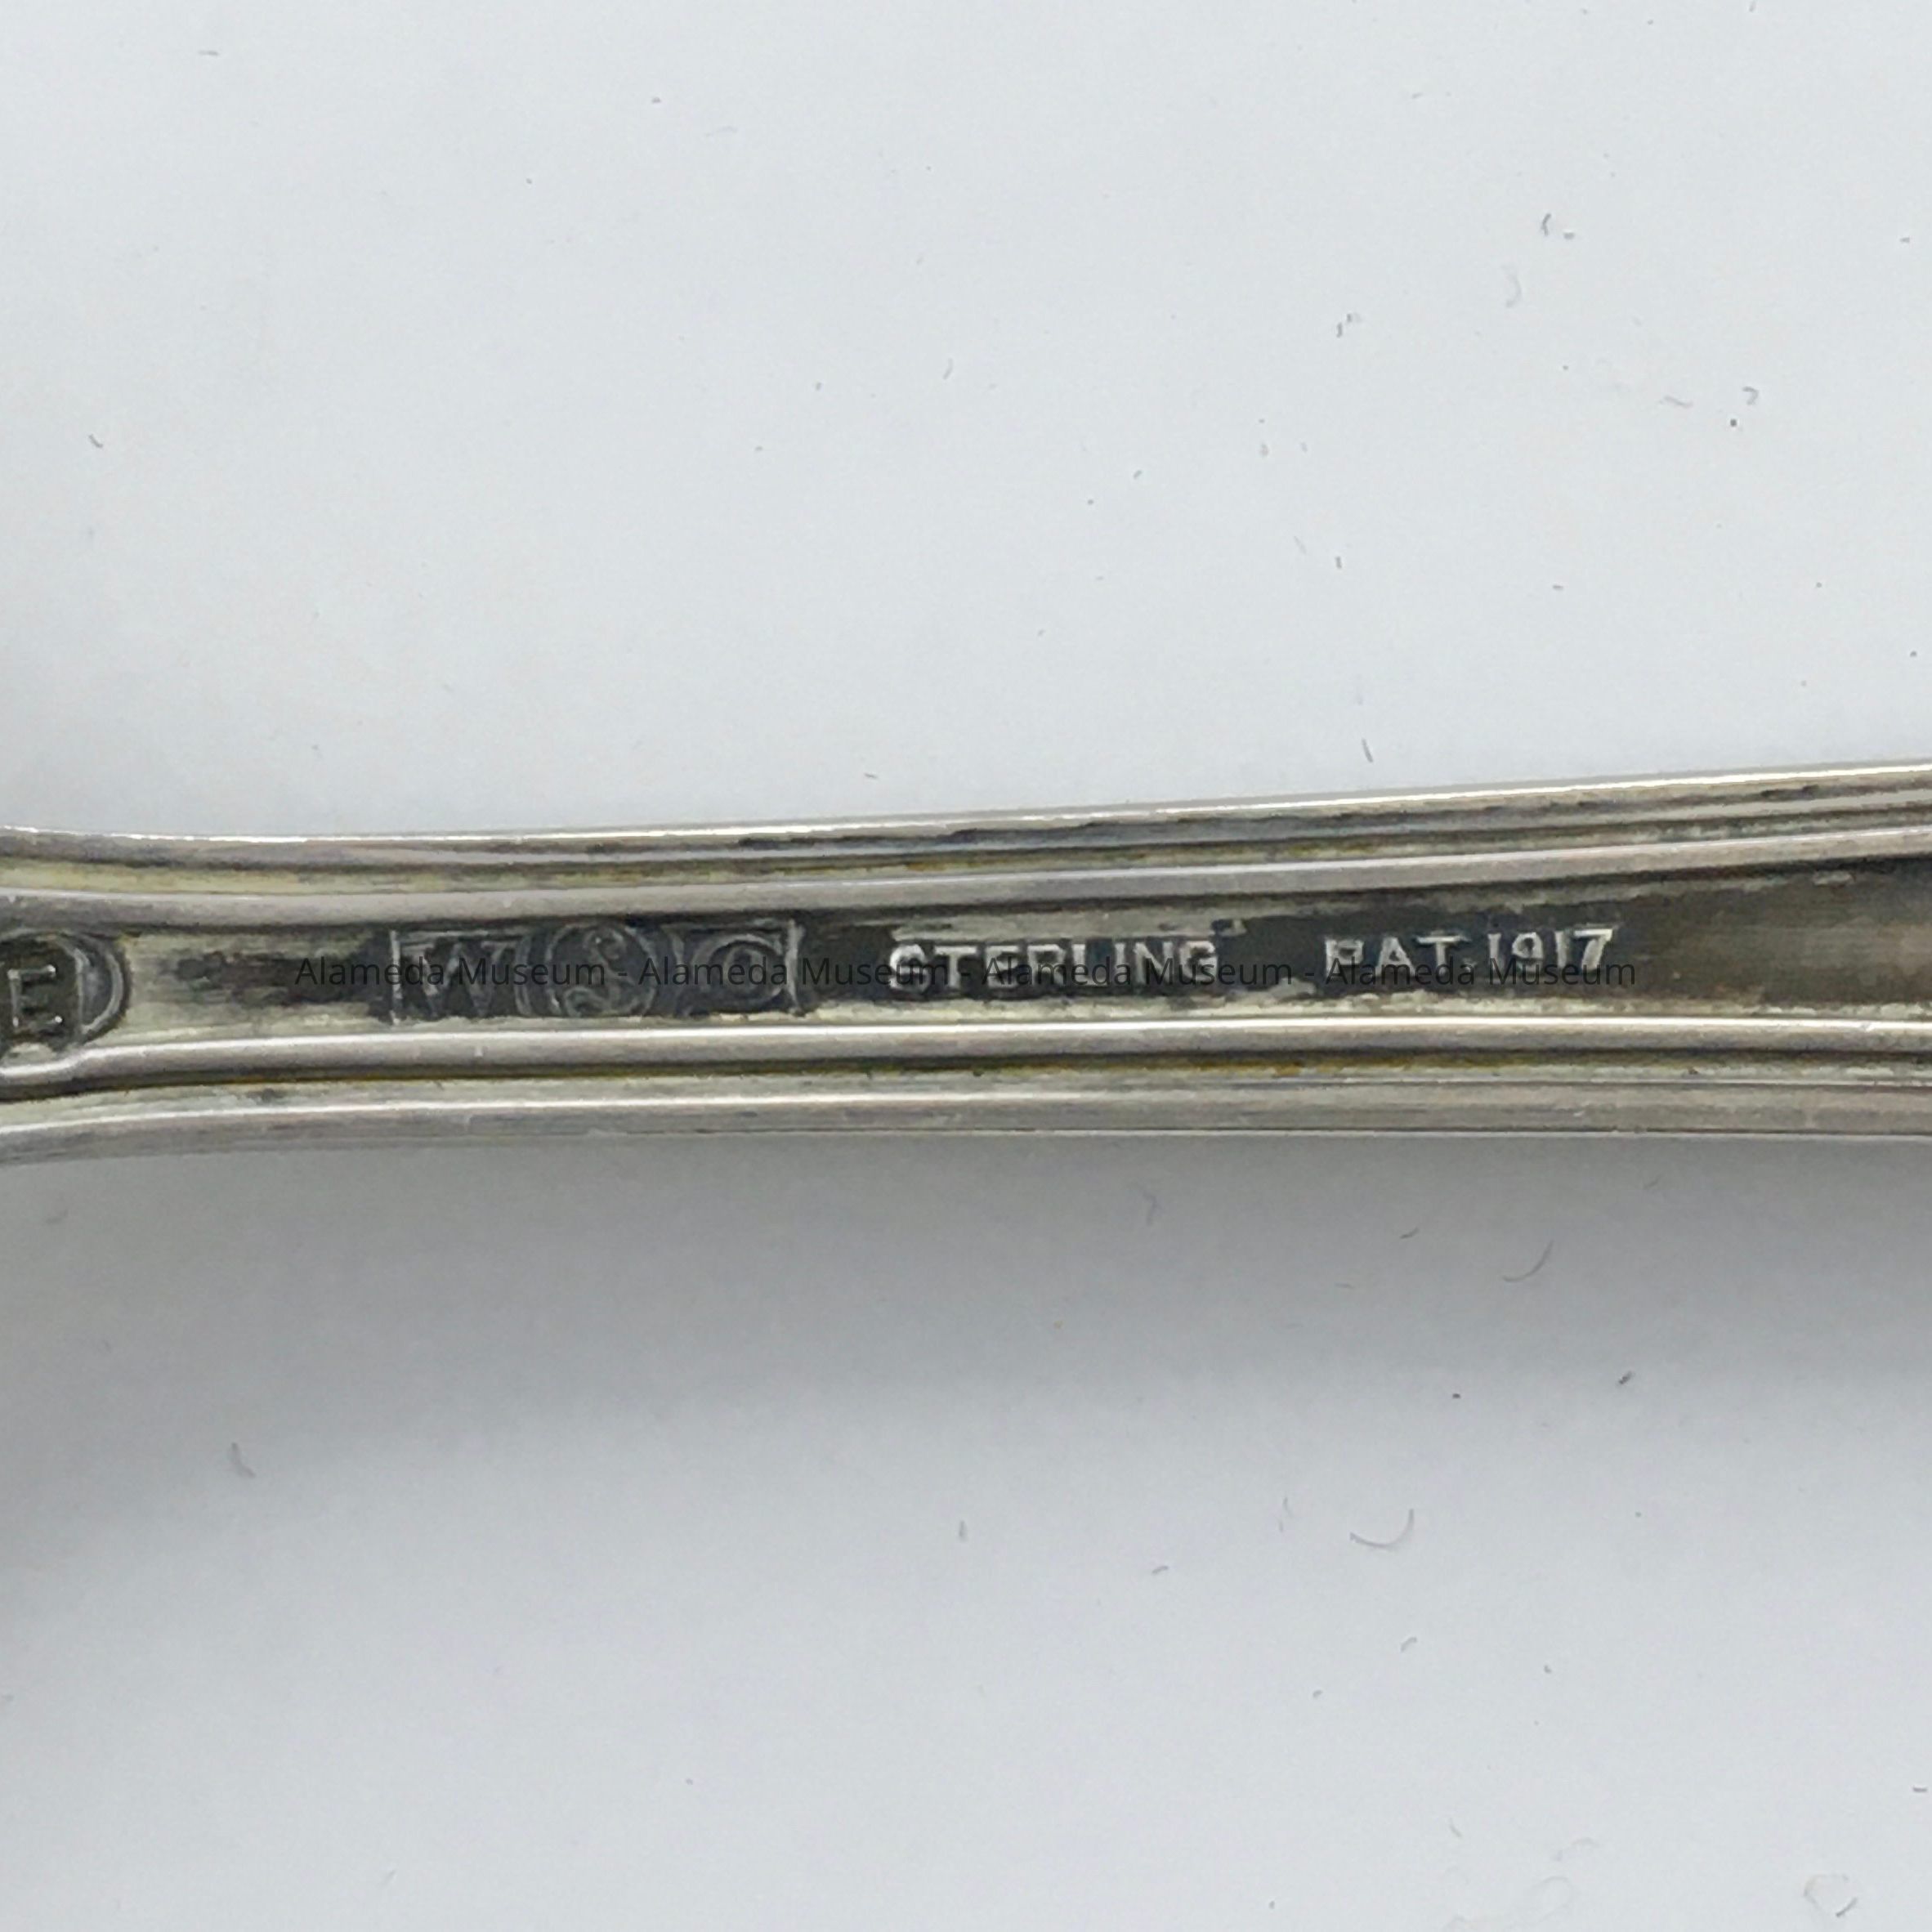 E W S C STERLING PAT. 1917
Alameda Museum - Alameda Museum - Alameda Museum - Alameda Museum